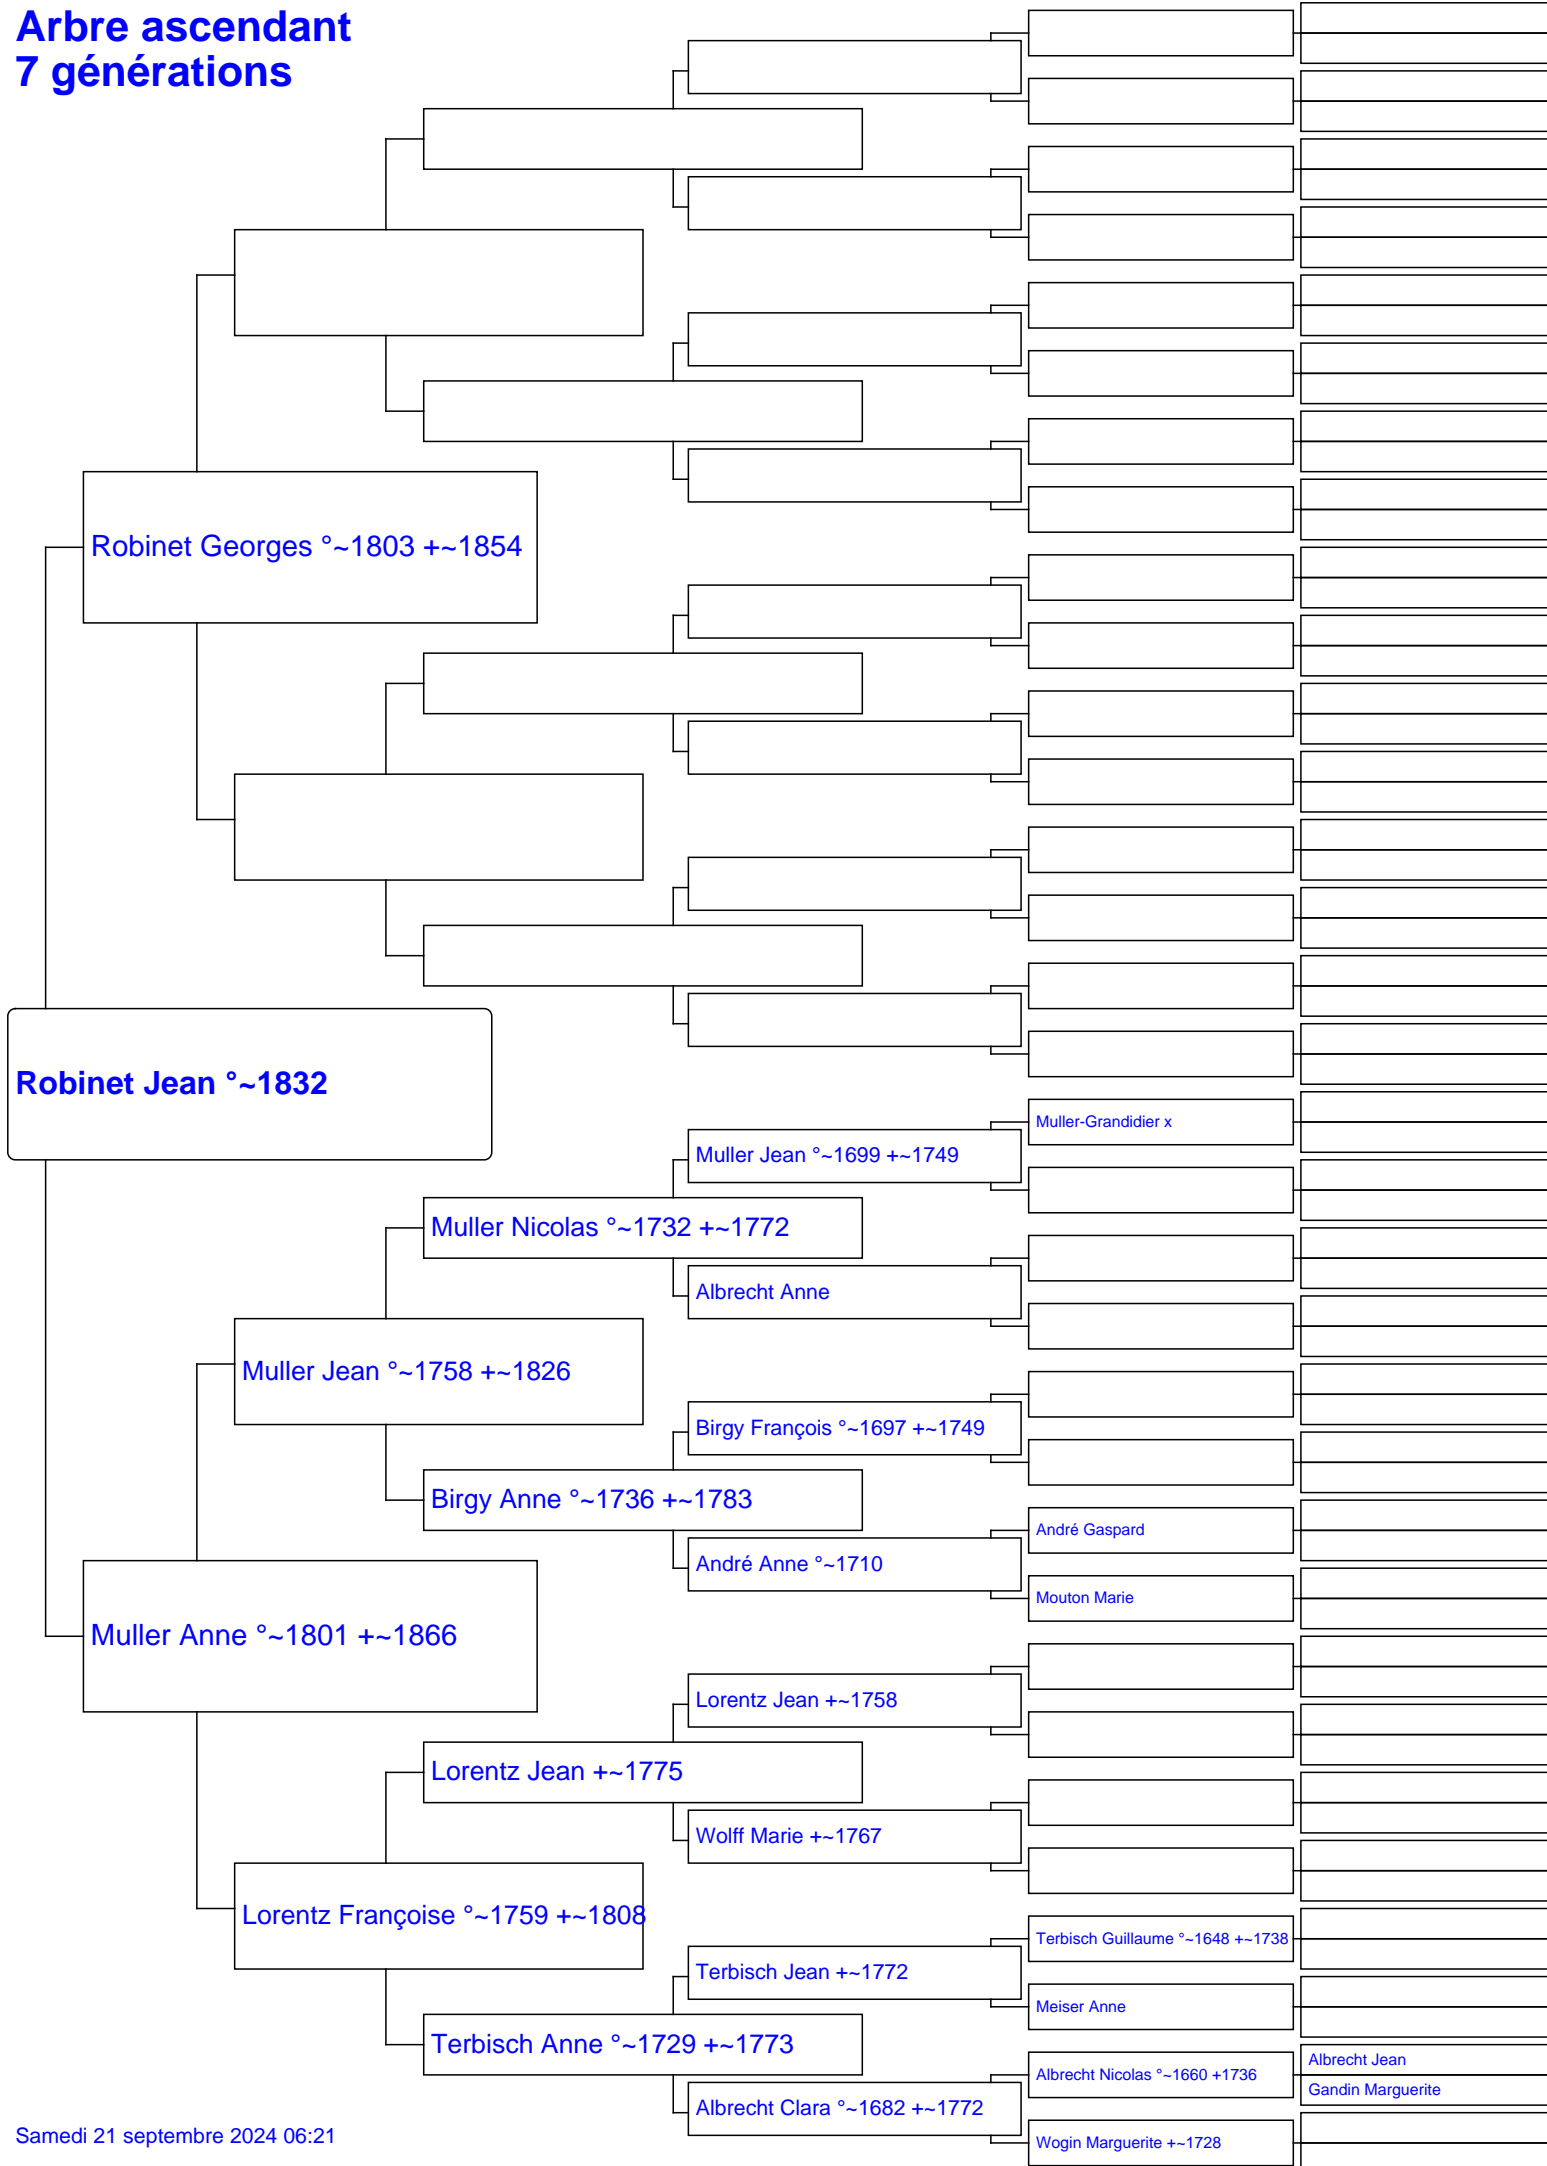 Arbre ascendant
7 générations
Robinet Georges °~1803 +~1854
Robinet Jean °~1832
Muller-Grandidier x
Muller Jean °~1699 +~1749
Muller Nicolas °~1732 +~1772
Albrecht Anne
Muller Jean °~1758 +~1826
Birgy François °~1697 +~1749
Birgy Anne °~1736 +~1783
André Gaspard
André Anne °~1710
Mouton Marie
Muller Anne °~1801 +~1866
Lorentz Jean +~1758
Lorentz Jean +~1775
Wolff Marie +~1767
Lorentz Françoise °~1759 +~1808
Terbisch Guillaume °~1648 +~1738
Terbisch Jean +~1772
Meiser Anne
Terbisch Anne °~1729 +~1773
Albrecht Jean
Albrecht Nicolas °~1660 +1736
Gandin Marguerite
Albrecht Clara °~1682 +~1772
Wogin Marguerite +~1728
Samedi 21 septembre 2024 06:21